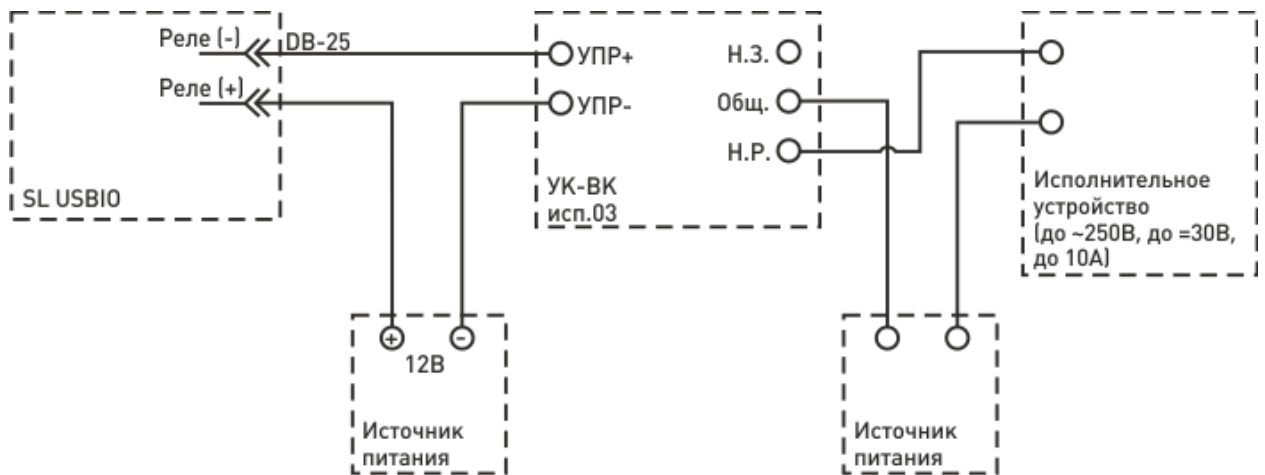 Реле (-)
DB-25
Реле (+)
SL USBIO
УПР+
УПР-
Н.З.
Общ.
Н.Р.
УК-ВК
исп.03
Исполнительное
устройство
(до ~250В, до =30В,
до 10А)
+
-
12В
Источник
питания
Источник
питания